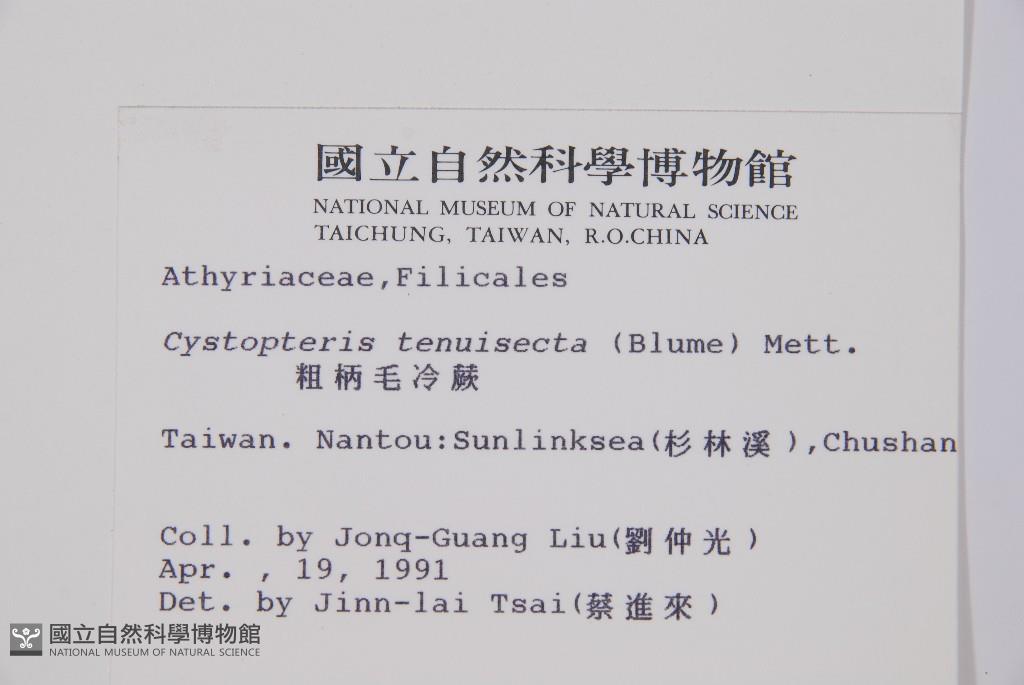 國立自然科學博物館
NATIONAL MUSEUM OF NATURAL SCIENCE
TAICHUNG, TAIWAN, R.O.CHINA
Athyriaceae,Filicales
Cystopteris tenuisecta (Blume) Mett.
粗柄毛冷蕨
Taiwan. Nantou:Sunlinksea(杉林溪),Chushan
Coll. by Jonq-Guang Liu(劉仲光)
Apr. , 19, 1991
Det. by Jinn-lai Tsai(蔡進來)
國立自然科學博物館
NATIONAL MUSEUM OF NATURAL SCIENCE